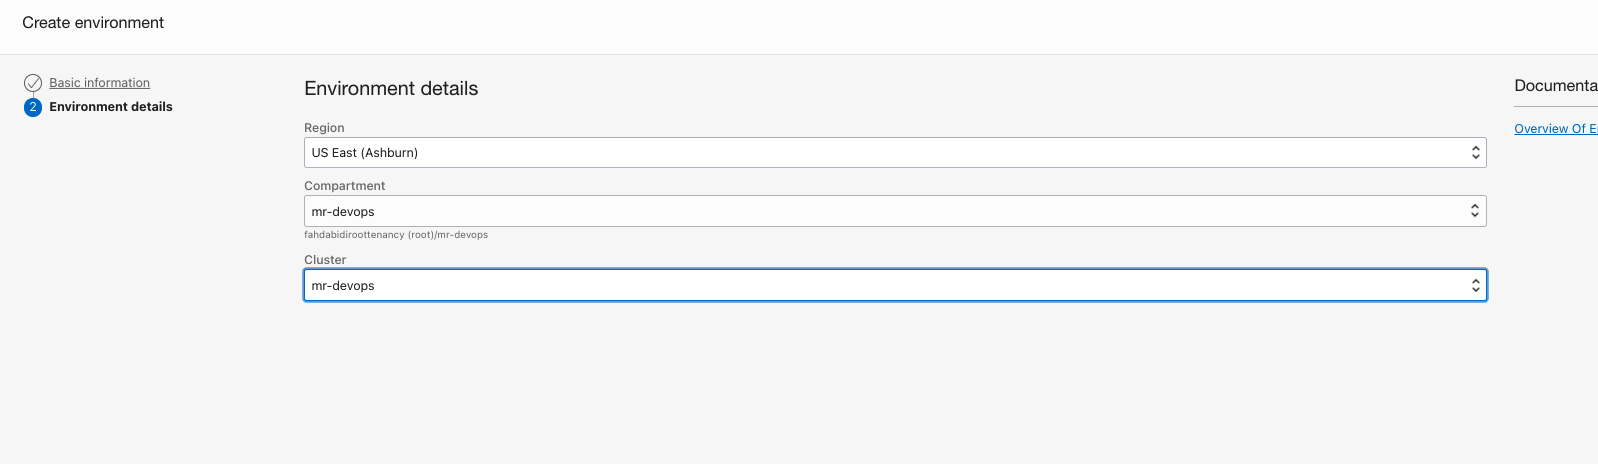 Create environment
Basic information
2 Environment details
Environment details
Region
US East (Ashburn)
Compartment
mr-devops
fahdabidiroottenancy (root)/mr-devops
Cluster
mr-devops
Overview Of